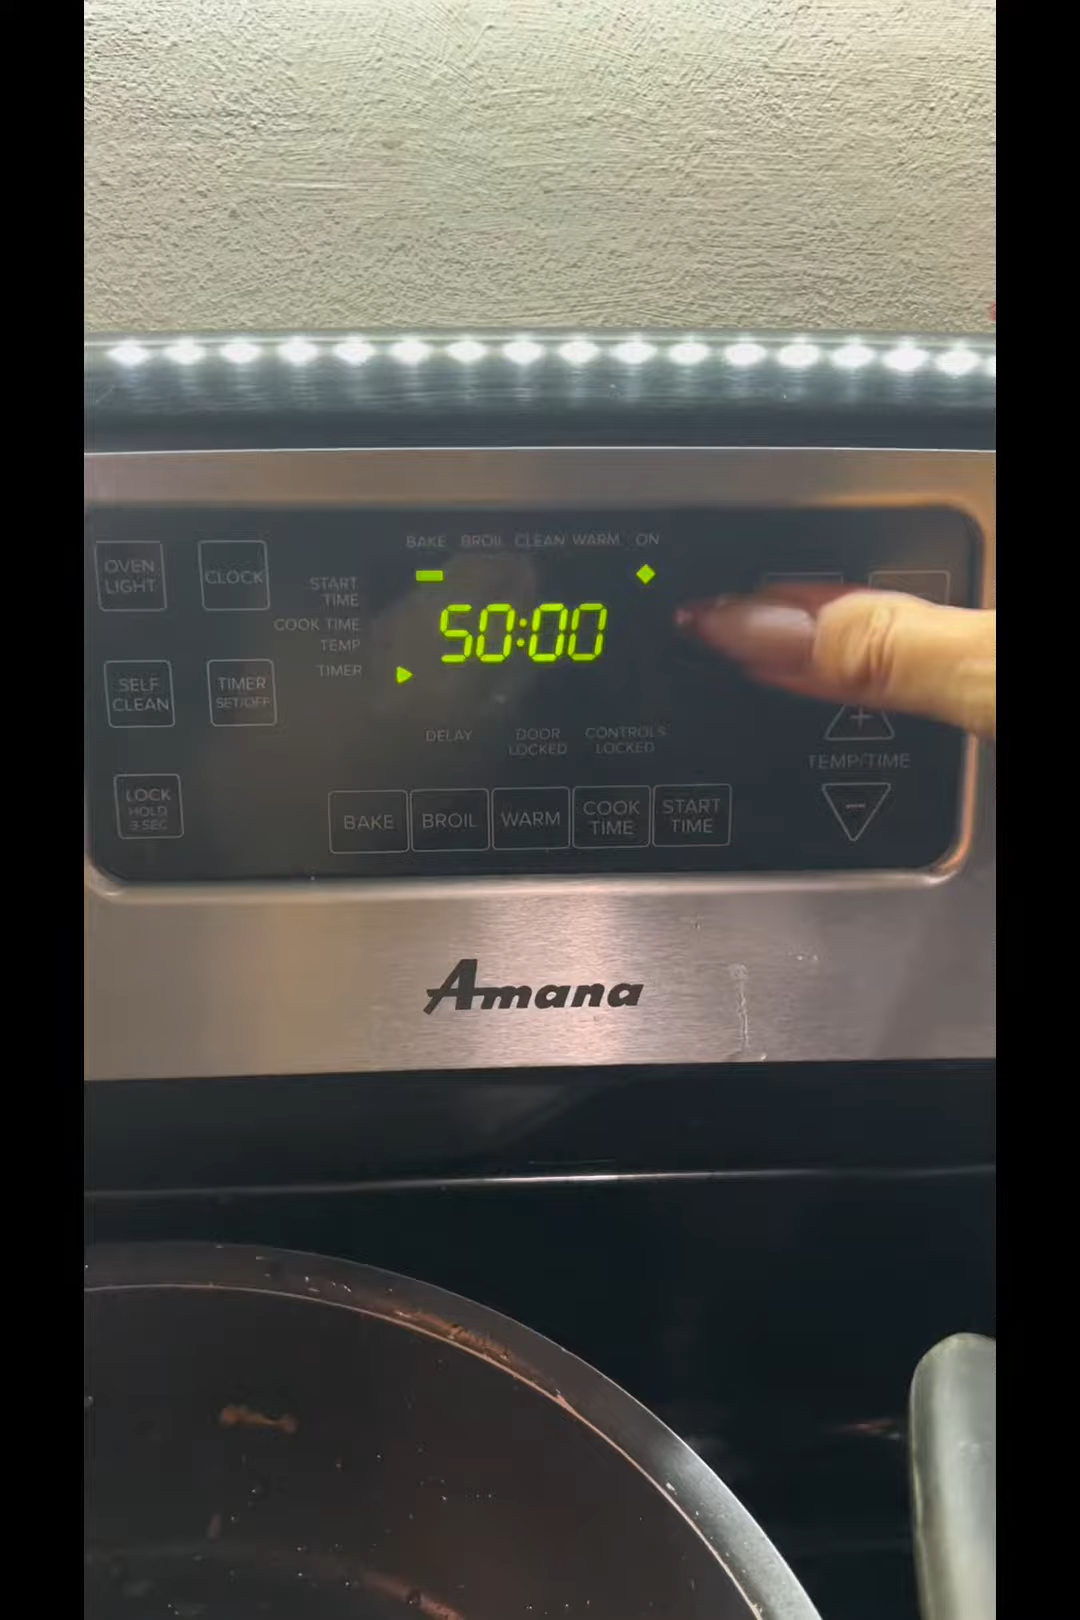 BAKE BROIL CLEAN WARM ON
OVEN
LIGHT
CLOCK
START
TIME
COOK TIME
TEMP
TIMER
50:00
SELF
CLEAN
TIMER
SET/OFF
DELAY
DOOR
LOCKED
CONTROLS
LOCKED
+
TEMP/TIME
LOCK
HOLD
3 SEC
BAKE
BROIL
WARM
COOK
TIME
START
TIME
Amana